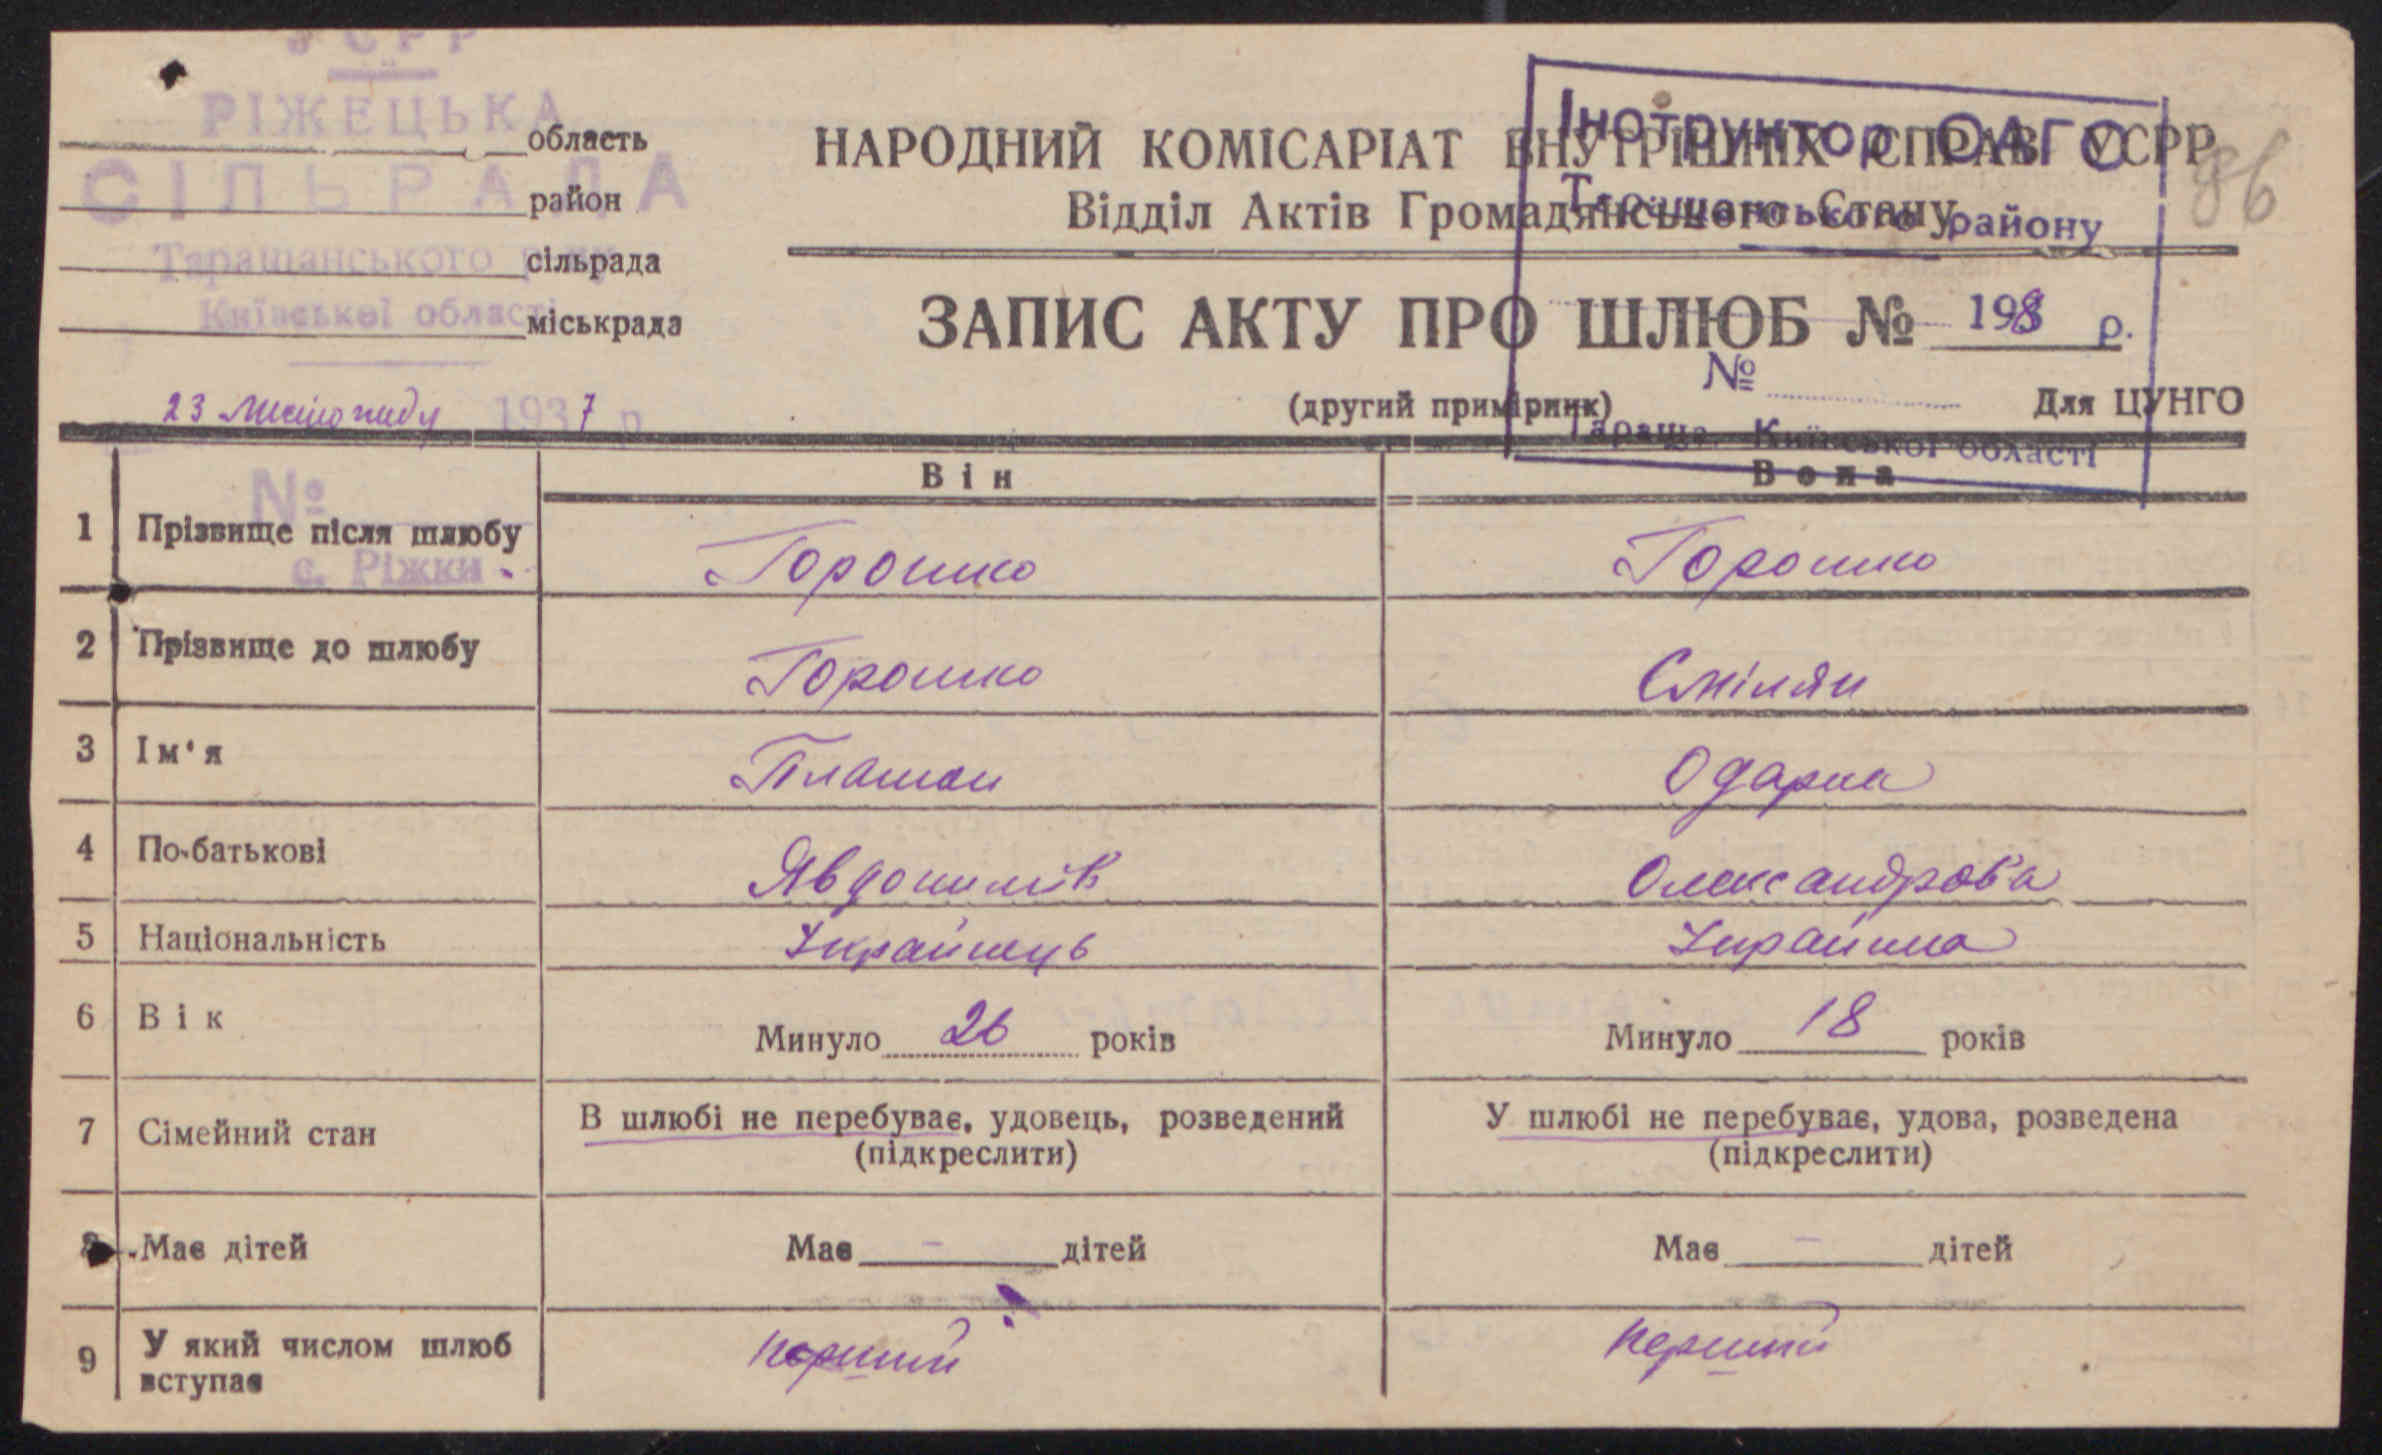 УСРР
РІЖЕЦЬКА
СІЛЬРАДА
Таращанського р-ну
Київської області
23 листопаду 1937 р.
№
с. Ріжки.
область
район
сільрада
міськрада
НАРОДНИЙ КОМІСАРІАТ ВНУТРІШНІХ СПРАВ УСРР
86
Відділ Актів Громадянського Стану
Інструктор ОАГС
Таращанського району
193 р.
№
Тараща Київської області
ЗАПИС АКТУ ПРО ШЛЮБ № 8
(другий примірник) Для ЦУНГО
Він Вона
1 Прізвище після шлюбу Горошко Горошко
2 Прізвище до шлюбу Горошко Смілян
3 Ім'я Платон Одарка
4 По-батькові Явдокимів Олександрова
5 Національність Українець Українка
6 Вік Минуло 26 років Минуло 18 років
7 Сімейний стан В шлюбі не перебуває, удовець, розведений У шлюбі не перебуває, удова, розведена
(підкреслити) (підкреслити)
8 Має дітей Має - дітей Має - дітей
9 У який числом шлюб перший перший
вступає